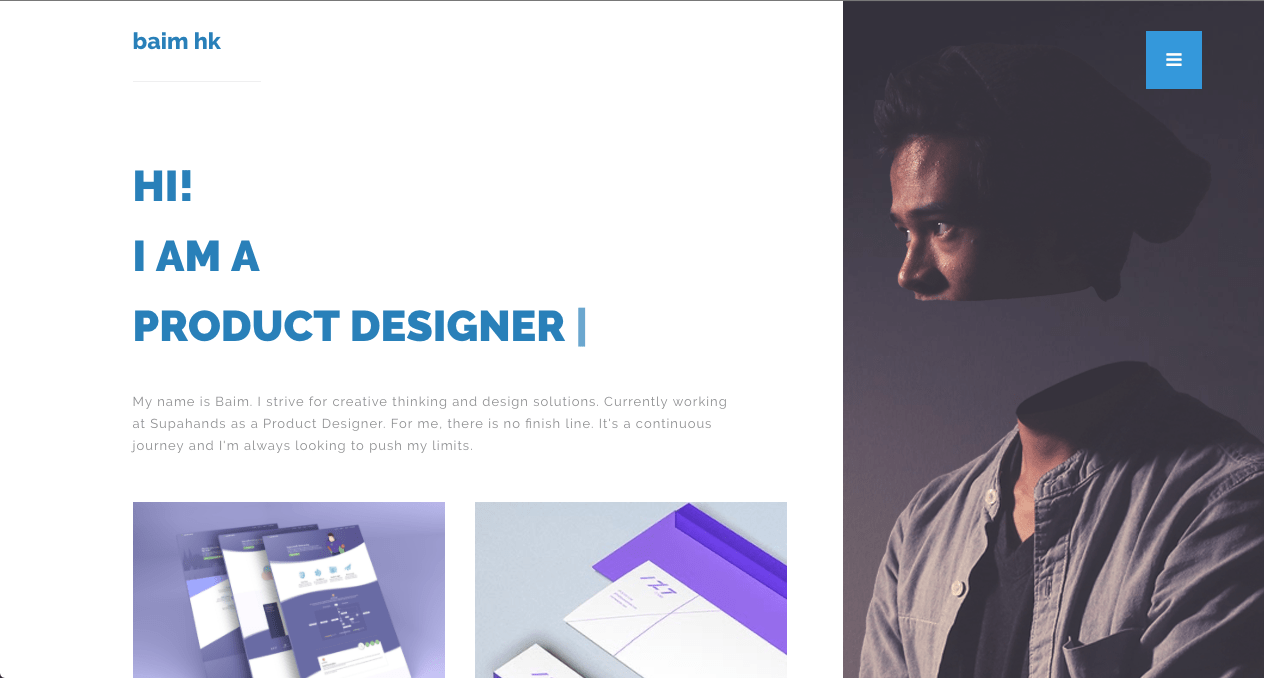 baim hk
HI!
I AM A
PRODUCT DESIGNER |
My name is Baim. I strive for creative thinking and design solutions. Currently working
at Supahands as a Product Designer. For me, there is no finish line. It's a continuous
journey and I'm always looking to push my limits.